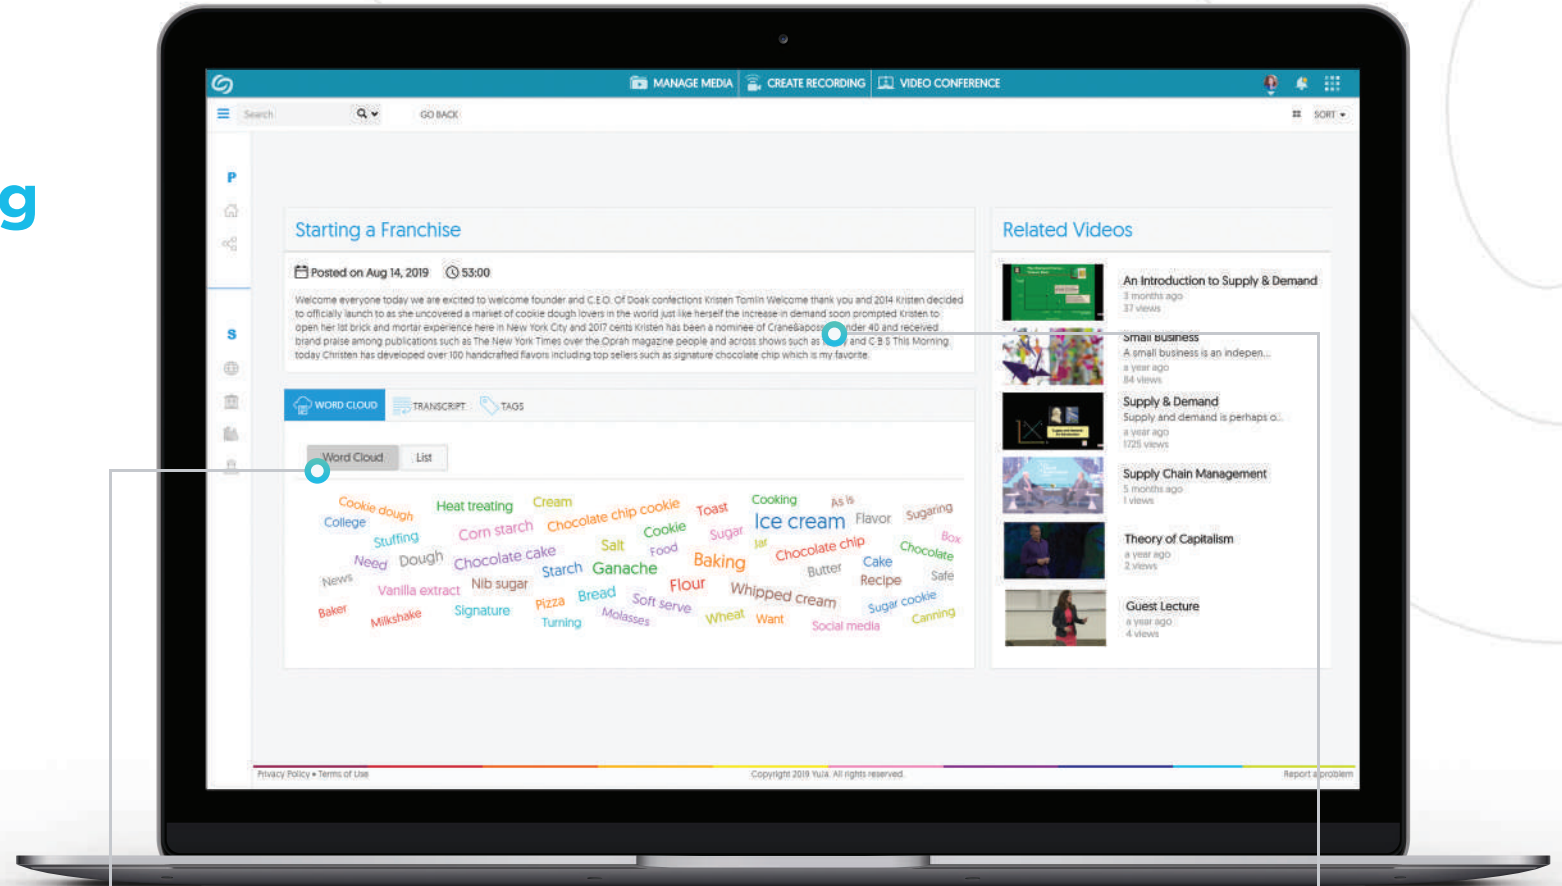 g
MANAGE MEDIA
CREATE RECORDING
VIDEO CONFERENCE
Search
GO BACK
SORT
P
S
Starting a Franchise
Posted on Aug 14, 2019
53:00
Welcome everyone today we are excited to welcome founder and C.E.O. Of Doak confections Kristen Tomlin Welcome thank you and 2014 Kristen decided
to officially launch to as she uncovered a market of cookie dough lovers in the world just like herself the increase in demand soon prompted Kristen to
open her 1st brick and mortar experience here in New York City and 2017 cents Kristen has been a nominee of Crane&apos nder 40 and received
brand praise among publications such as The New York Times over the Oprah magazine people and across shows such as y and C B S This Morning
today Christen has developed over 100 handcrafted flavors including top sellers such as signature chocolate chip which is my favorite.
WORD CLOUD
TRANSCRIPT
TAGS
Word Cloud
List
Cookie dough
Heat treating
Cream
Chocolate chip cookie
Toast
Cooking
As is
College
Corn starch
Cookie
Sugar
Ice cream
Flavor
Sugaring
Stuffing
Salt
Food
Jar
Box
Need
Dough
Chocolate cake
Starch
Ganache
Baking
Chocolate chip
Cake
Chocolate
News
Vanilla extract
Nib sugar
Flour
Butter
Recipe
Safe
Bread
Whipped cream
Baker
Milkshake
Signature
Pizza
Soft serve
Sugar cookie
Turning
Molasses
Wheat
Want
Social media
Canning
Related Videos
An Introduction to Supply & Demand
3 months ago
37 views
Small Business
A small business is an indepen...
a year ago
84 views
Supply & Demand
Supply and demand is perhaps o...
a year ago
1725 views
Supply Chain Management
5 months ago
1 views
Theory of Capitalism
a year ago
2 views
Guest Lecture
a year ago
4 views
Privacy Policy • Terms of Use
Copyright 2019 YuJa. All rights reserved.
Report a problem